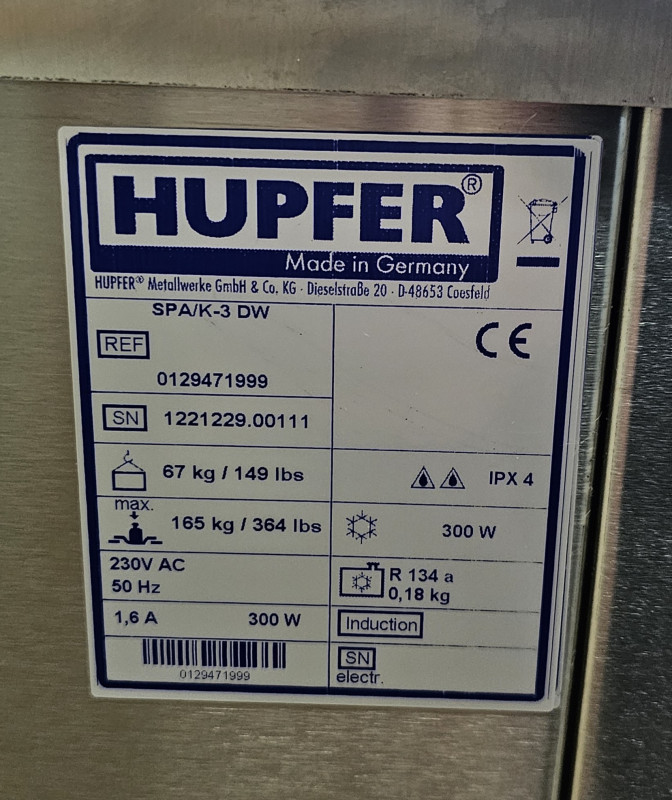 HUPFER®
Made in Germany
HUPFER® Metallwerke GmbH & Co. KG · Dieselstraße 20 · D-48653 Coesfeld
SPA/K-3 DW
REF
0129471999
CE
SN 1221229.00111
67 kg / 149 lbs
IPX 4
max.
165 kg / 364 lbs
300 W
230V AC
50 Hz
R 134 a
0,18 kg
1,6 A 300 W
Induction
0129471999
SN
electr.